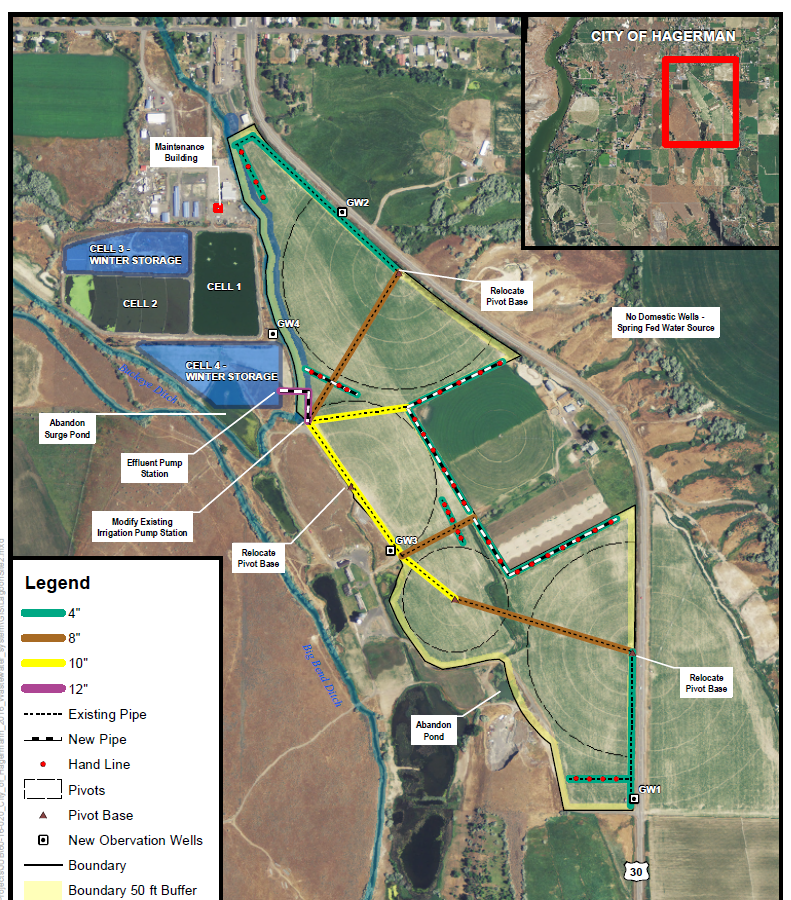 CITY OF HAGERMAN
Maintenance
Building
GW2
CELL 3 -
WINTER STORAGE
CELL 1
CELL 2
Relocate
Pivot Base
No Domestic Wells -
Spring Fed Water Source
GW4
CELL 4 -
WINTER STORAGE
Buckeye Ditch
Abandon
Surge Pond
Effluent Pump
Station
Modify Existing
Irrigation Pump Station
Relocate
Pivot Base
GW3
Big Bend Ditch
Relocate
Pivot Base
Abandon
Pond
GW1
30
Legend
4"
8"
10"
12"
Existing Pipe
New Pipe
Hand Line
Pivots
Pivot Base
New Obervation Wells
Boundary
Boundary 50 ft Buffer